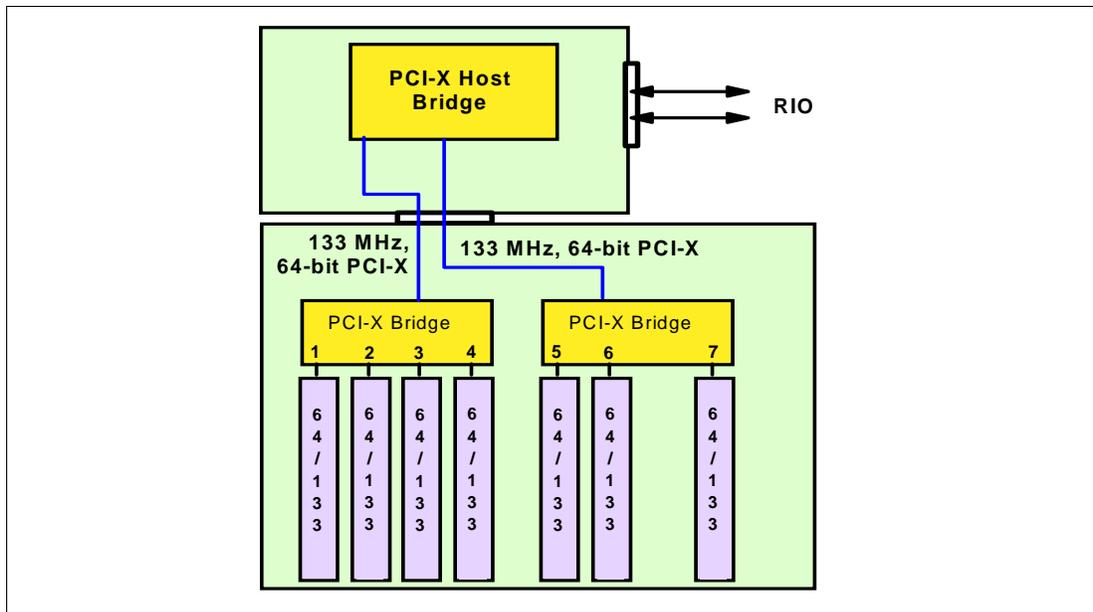 PCI-X Host
Bridge
RIO
133 MHz,
64-bit PCI-X
133 MHz, 64-bit PCI-X
PCI-X Bridge
1 2 3 4
PCI-X Bridge
5 6 7
64/133
64/133
64/133
64/133
64/133
64/133
64/133